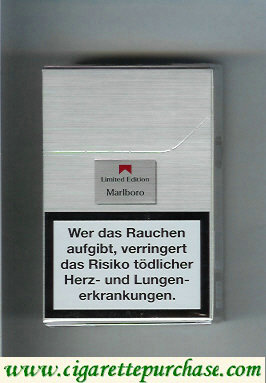 Limited Edition
Marlboro
Wer das Rauchen
aufgibt, verringert
das Risiko tödlicher
Herz- und Lungen-
erkrankungen.
www.cigarettepurchase.com